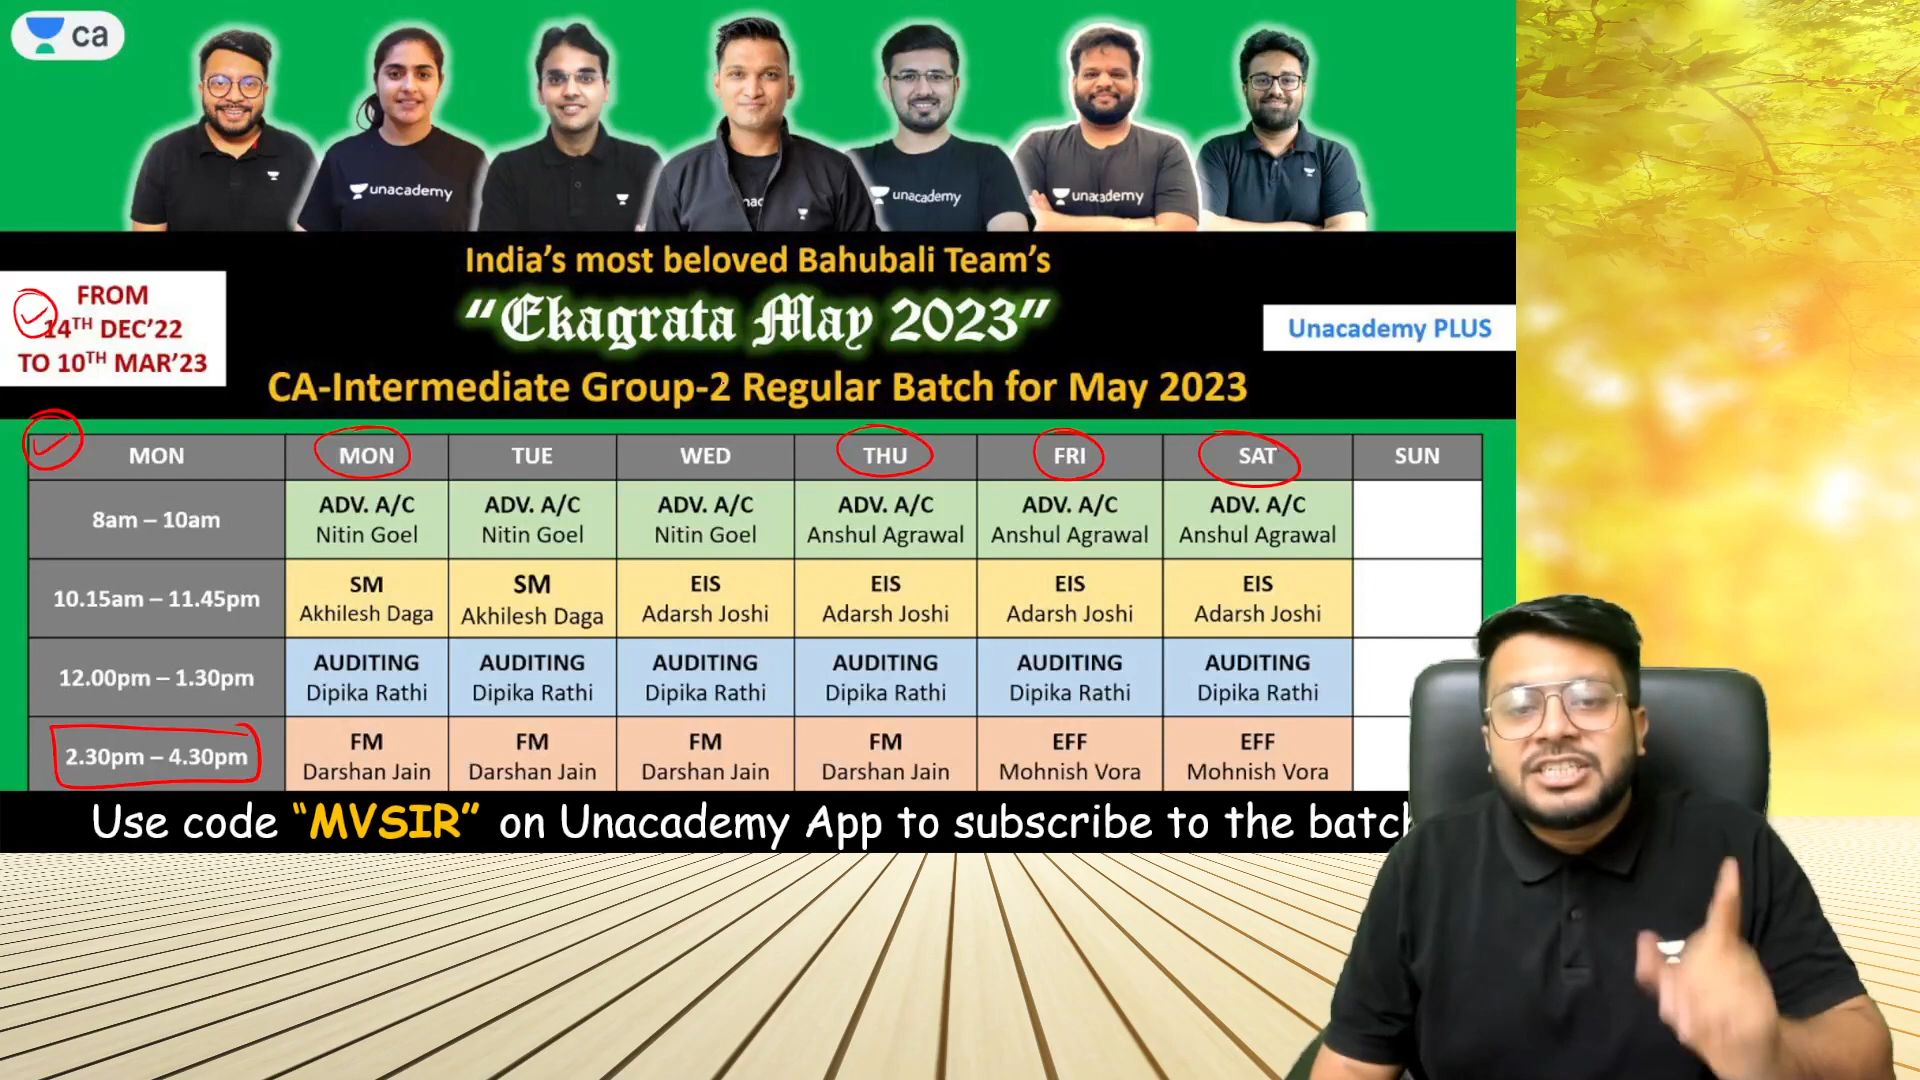 ca
unacademy
unac
unacademy
unacademy
India's most beloved Bahubali Team's
"Ekagrata May 2023"
CA-Intermediate Group-2 Regular Batch for May 2023
FROM
14TH DEC'22
TO 10TH MAR'23
Unacademy PLUS
MON MON TUE WED THU FRI SAT SUN
8am – 10am ADV. A/C Nitin Goel ADV. A/C Nitin Goel ADV. A/C Nitin Goel ADV. A/C Anshul Agrawal ADV. A/C Anshul Agrawal ADV. A/C Anshul Agrawal
10.15am – 11.45pm SM Akhilesh Daga SM Akhilesh Daga EIS Adarsh Joshi EIS Adarsh Joshi EIS Adarsh Joshi EIS Adarsh Joshi
12.00pm – 1.30pm AUDITING Dipika Rathi AUDITING Dipika Rathi AUDITING Dipika Rathi AUDITING Dipika Rathi AUDITING Dipika Rathi AUDITING Dipika Rathi
2.30pm – 4.30pm FM Darshan Jain FM Darshan Jain FM Darshan Jain FM Darshan Jain EFF Mohnish Vora EFF Mohnish Vora
Use code "MVSIR" on Unacademy App to subscribe to the batch